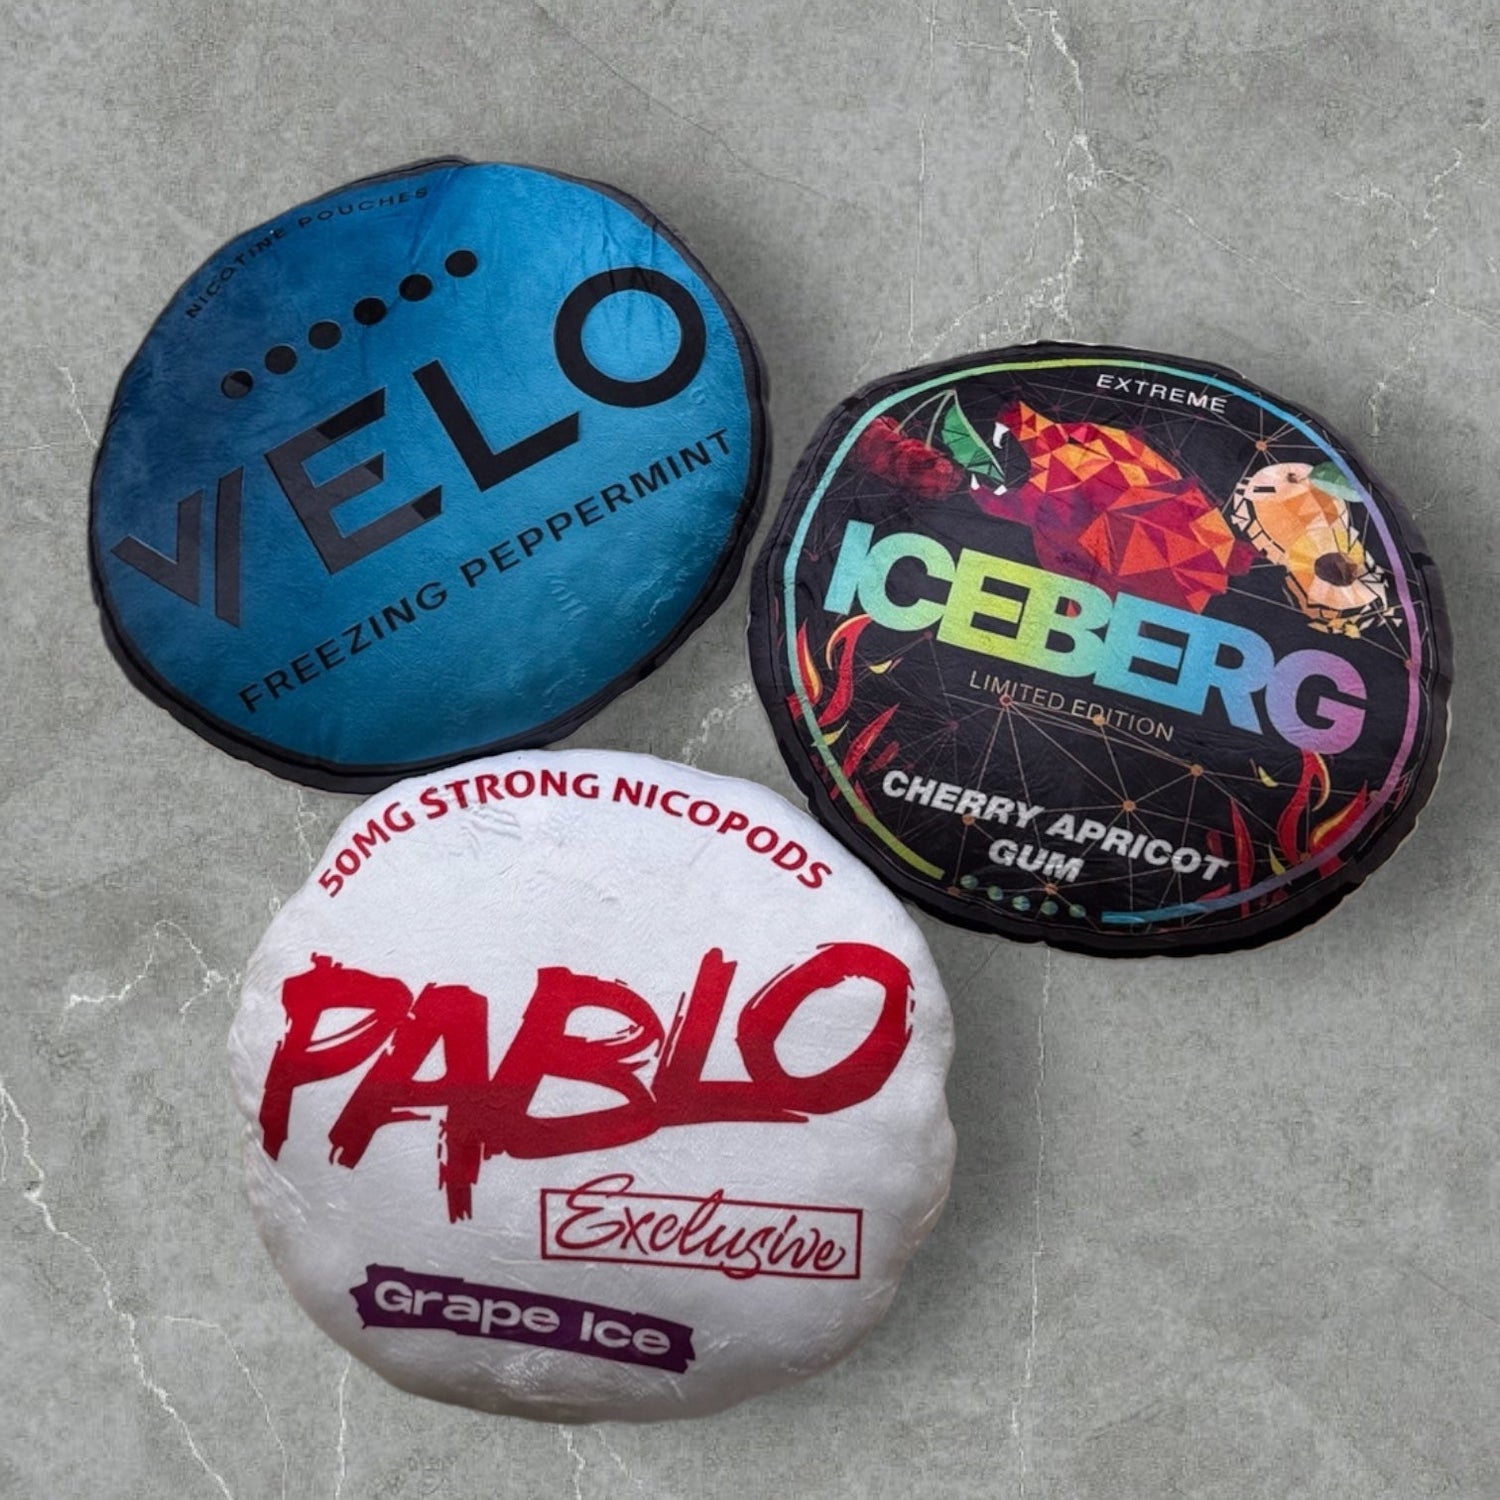 NICOTINE POUCHES
VELO
FREEZING PEPPERMINT
EXTREME
ICEBERG
LIMITED EDITION
CHERRY APRICOT
GUM
50MG STRONG NICOPODS
PABLO
Exclusive
Grape Ice